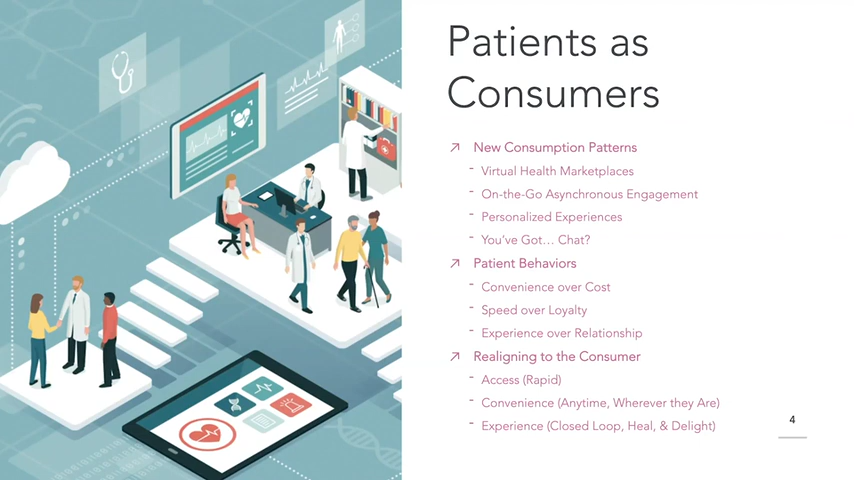 Patients as
Consumers
New Consumption Patterns
- Virtual Health Marketplaces
- On-the-Go Asynchronous Engagement
- Personalized Experiences
- You've Got… Chat?
Patient Behaviors
- Convenience over Cost
- Speed over Loyalty
- Experience over Relationship
Realigning to the Consumer
- Access (Rapid)
- Convenience (Anytime, Wherever they Are)
- Experience (Closed Loop, Heal, & Delight)
4